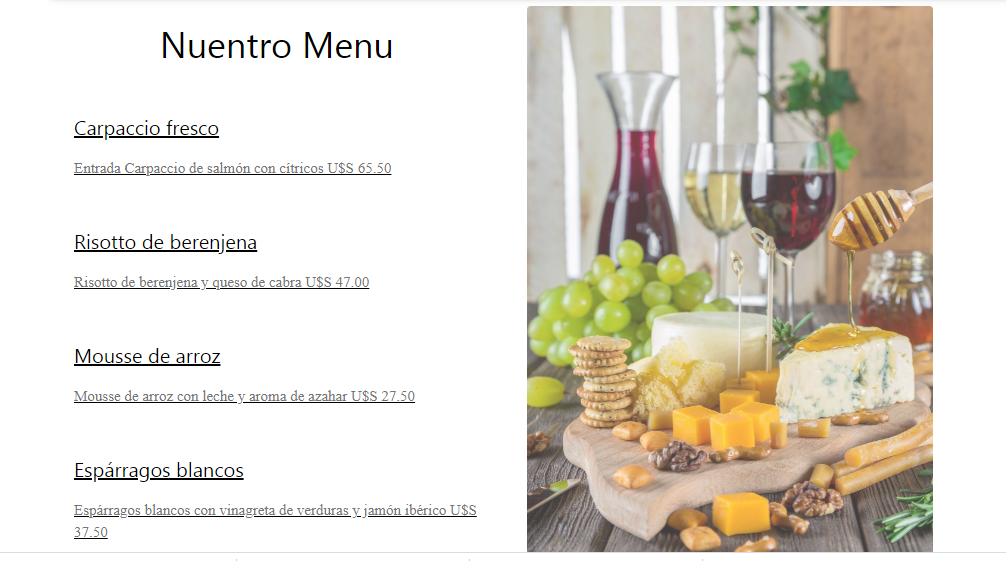 Nuentro Menu
Carpaccio fresco
Entrada Carpaccio de salmón con cítricos U$S 65.50
Risotto de berenjena
Risotto de berenjena y queso de cabra U$S 47.00
Mousse de arroz
Mousse de arroz con leche y aroma de azahar U$S 27.50
Espárragos blancos
Espárragos blancos con vinagreta de verduras y jamón ibérico U$S
37.50